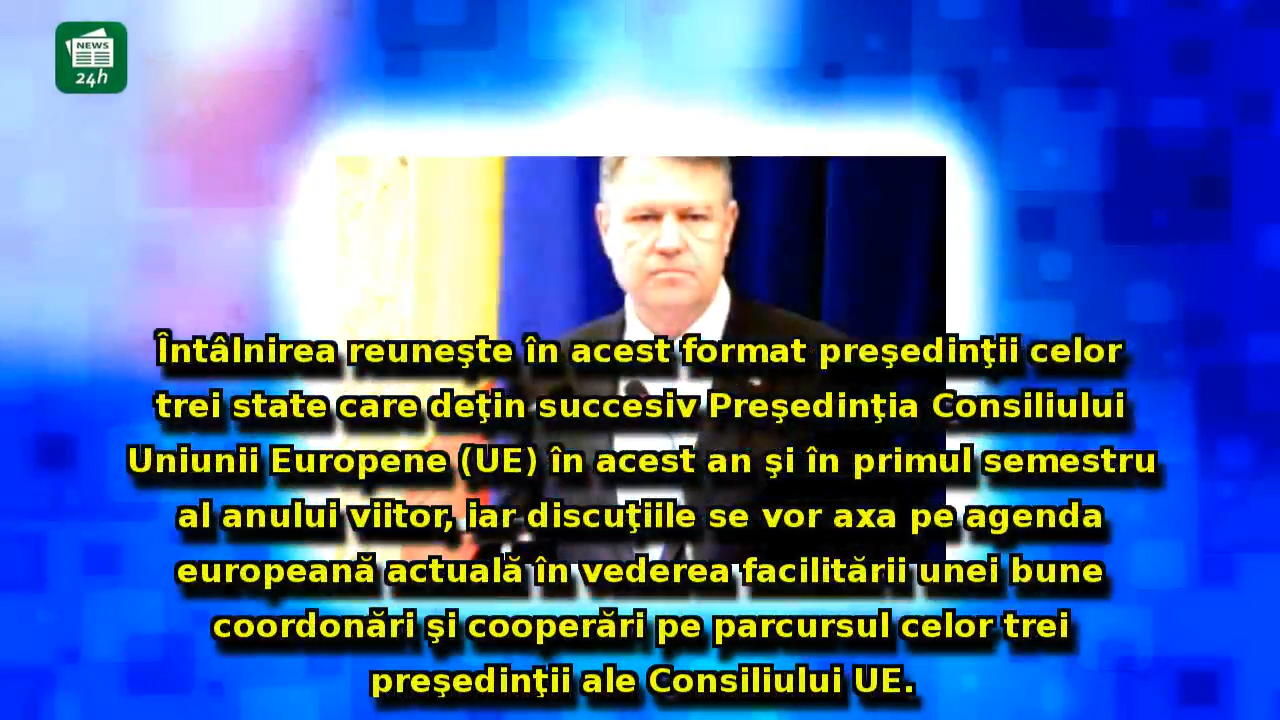 NEWS
24h
Întâlnirea reuneşte în acest format preşedinţii celor
trei state care deţin succesiv Preşedinţia Consiliului
Uniunii Europene (UE) în acest an şi în primul semestru
al anului viitor, iar discuţiile se vor axa pe agenda
europeană actuală în vederea facilitării unei bune
coordonări şi cooperări pe parcursul celor trei
preşedinţii ale Consiliului UE.